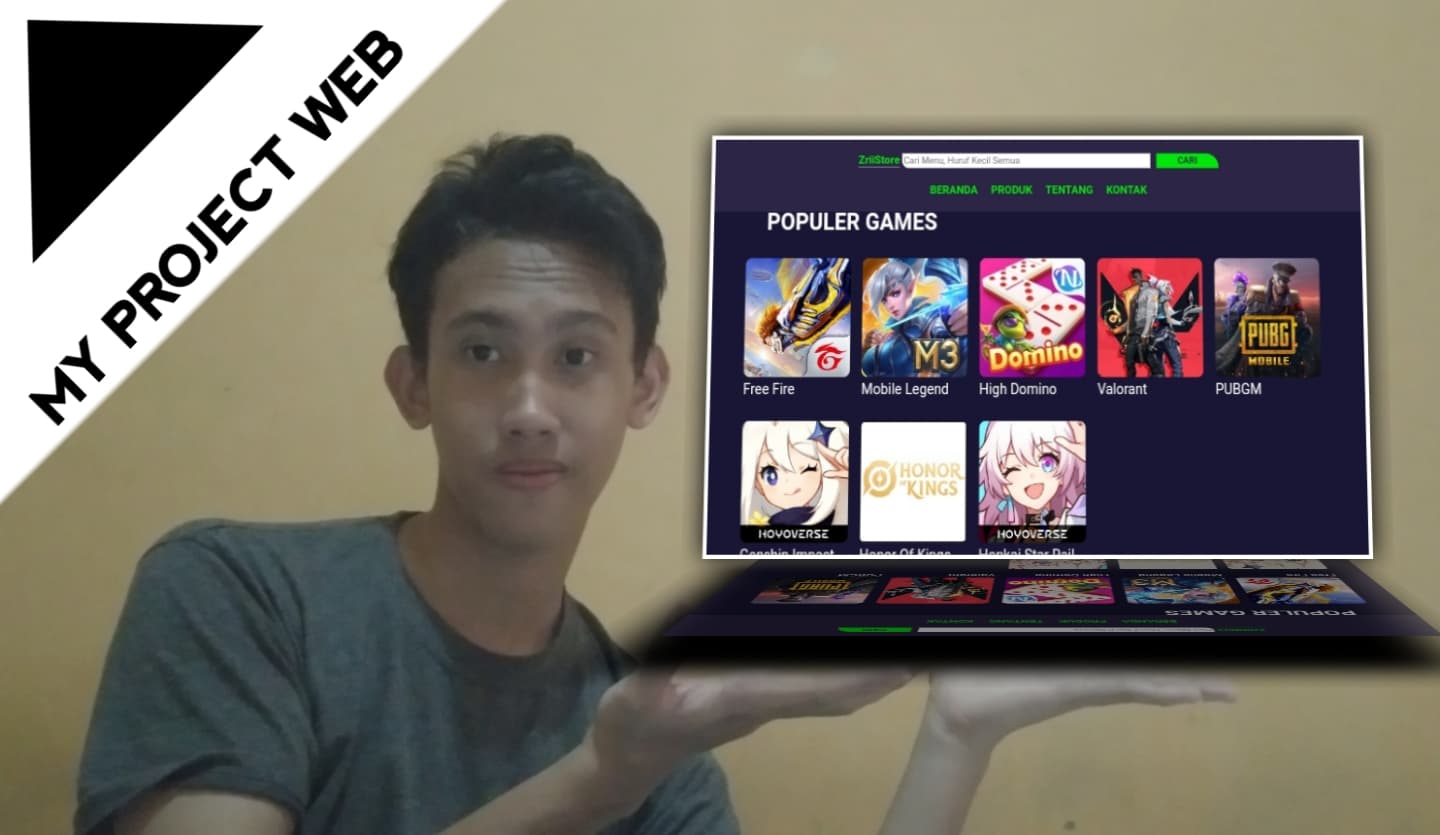 MY PROJECT WEB
ZriiStore Cari Menu, Huruf Kecil Semua CARI
BERANDA PRODUK TENTANG KONTAK
POPULER GAMES
M3
Domino
PUBG
MOBILE
Free Fire Mobile Legend High Domino Valorant PUBGM
HONOR
OF KINGS
HOYOVERSE HOYOVERSE
Genshin Impact Honor Of Kings Honkai Star Rail